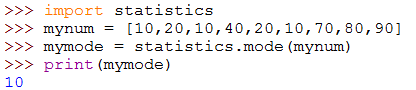 >>> import statistics
>>> mynum = [10,20,10,40,20,10,70,80,90]
>>> mymode = statistics.mode(mynum)
>>> print(mymode)
10